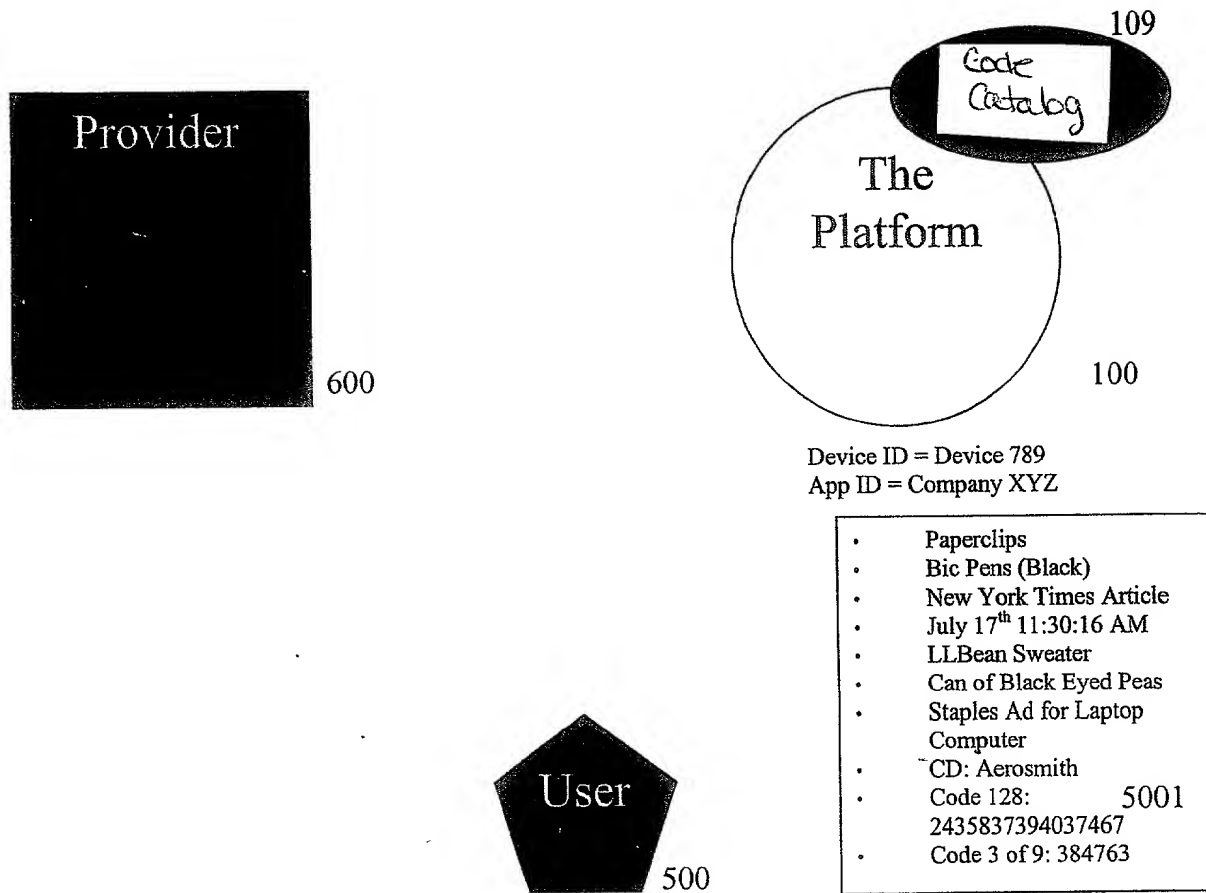 109
Code
Catalog
Provider
The
Platform
600
100
Device ID = Device 789
App ID = Company XYZ
· Paperclips
· Bic Pens (Black)
· New York Times Article
· July 17th 11:30:16 AM
· LLBean Sweater
· Can of Black Eyed Peas
· Staples Ad for Laptop
Computer
· CD: Aerosmith
· Code 128: 5001
2435837394037467
· Code 3 of 9: 384763
User
500